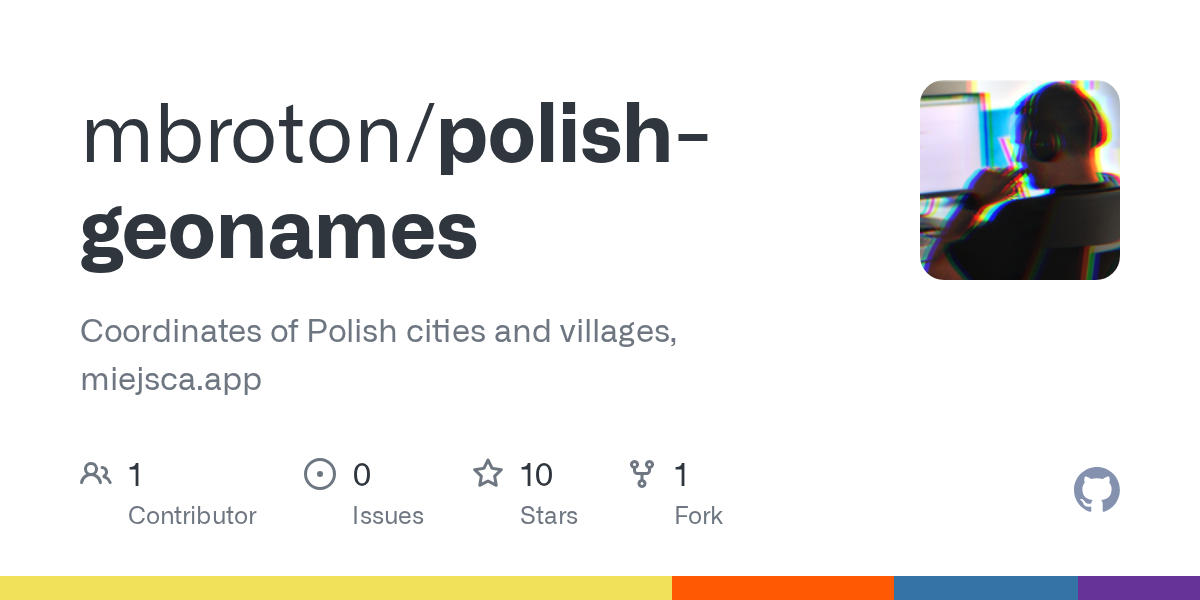 mbroton/polish-
geonames
Coordinates of Polish cities and villages,
miejsca.app
1 0 10 1
Contributor Issues Stars Fork